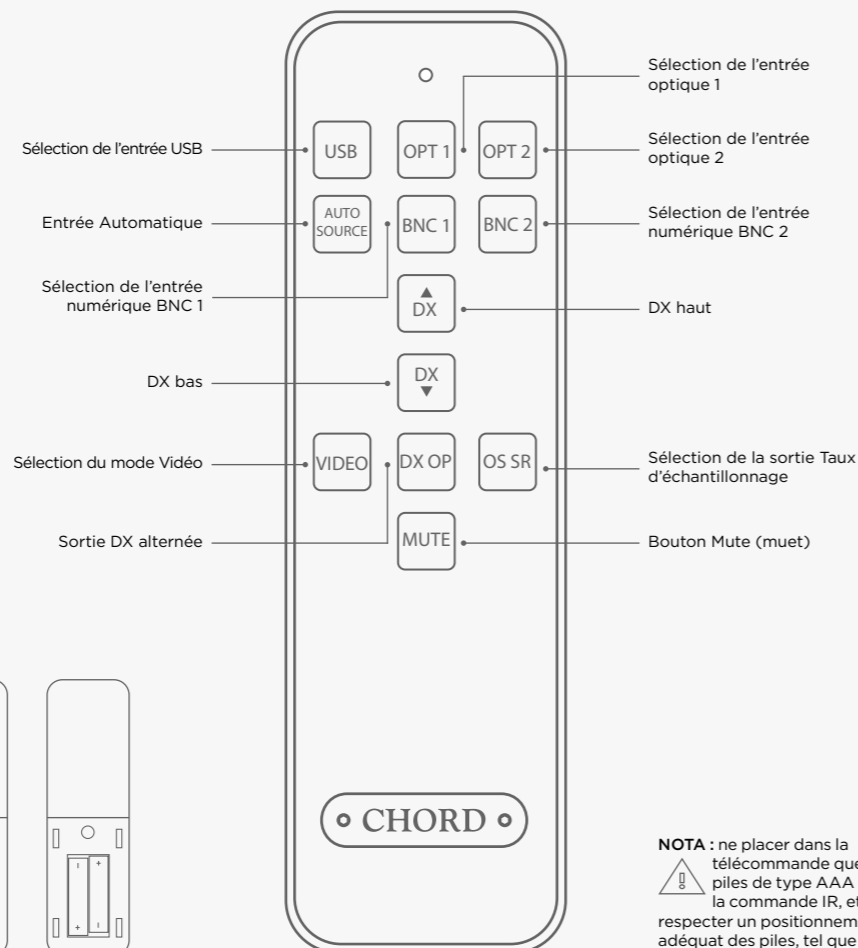 Sélection de l'entrée
optique 1
Sélection de l'entrée USB
USB
OPT 1
OPT 2
Sélection de l'entrée
optique 2
Entrée Automatique
AUTO
SOURCE
BNC 1
BNC 2
Sélection de l'entrée
numérique BNC 2
Sélection de l'entrée
numérique BNC 1
DX
DX haut
DX bas
DX
Sélection du mode Vidéo
VIDEO
DX OP
OS SR
Sélection de la sortie Taux
d'échantillonnage
Sortie DX alternée
MUTE
Bouton Mute (muet)
CHORD
NOTA : ne placer dans la
télécommande que
piles de type AAA
la commande IR, et
respecter un
adéquat des piles, tel que